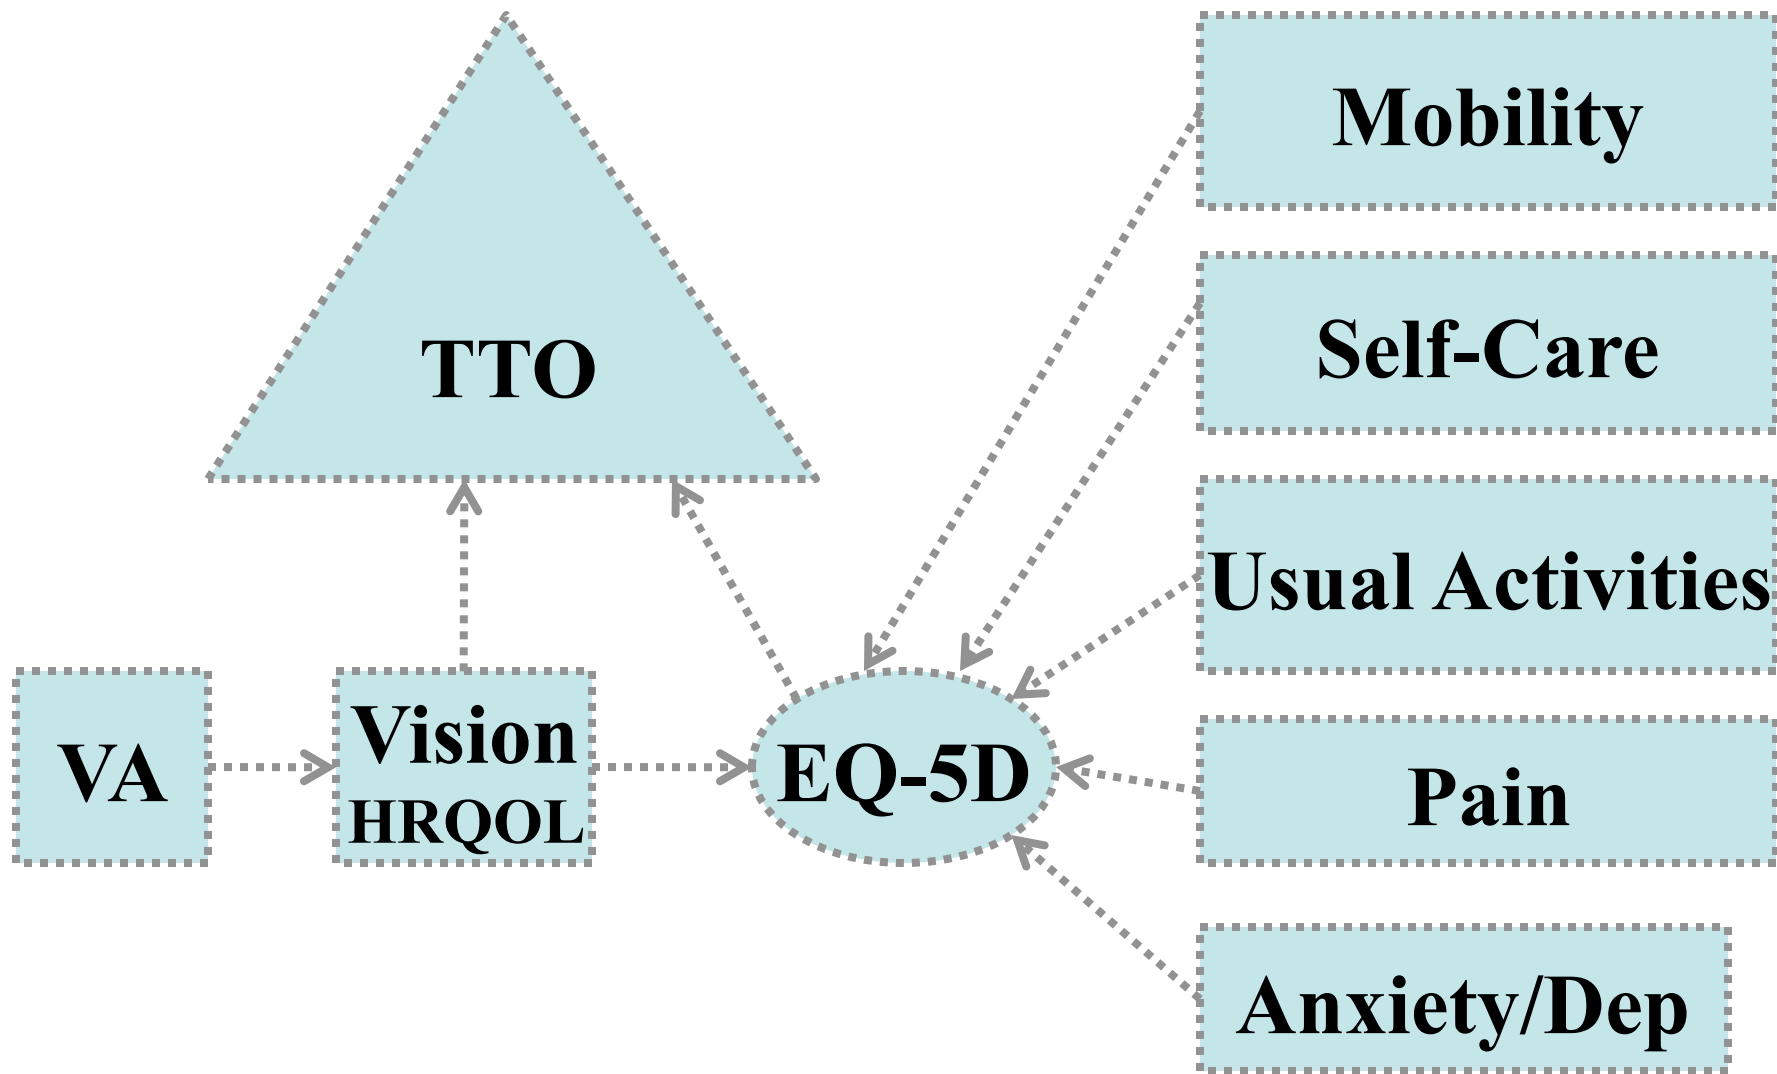 TTO
VA
Vision
HRQOL
EQ-5D
Mobility
Self-Care
Usual Activities
Pain
Anxiety/Dep